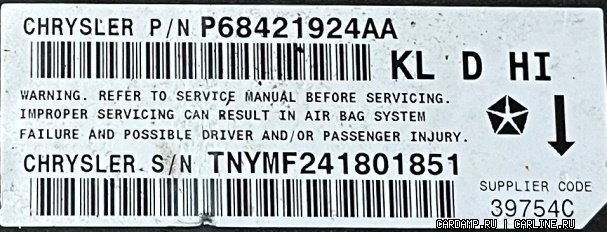 CHRYSLER P/N P68421924AA
KL D HI
WARNING. REFER TO SERVICE MANUAL BEFORE SERVICING.
IMPROPER SERVICING CAN RESULT IN AIR BAG SYSTEM
FAILURE AND POSSIBLE DRIVER AND/OR PASSENGER INJURY.
CHRYSLER S/N TNYMF241801851
SUPPLIER CODE
39754C
CARDAMP.RU | CARLINE.RU